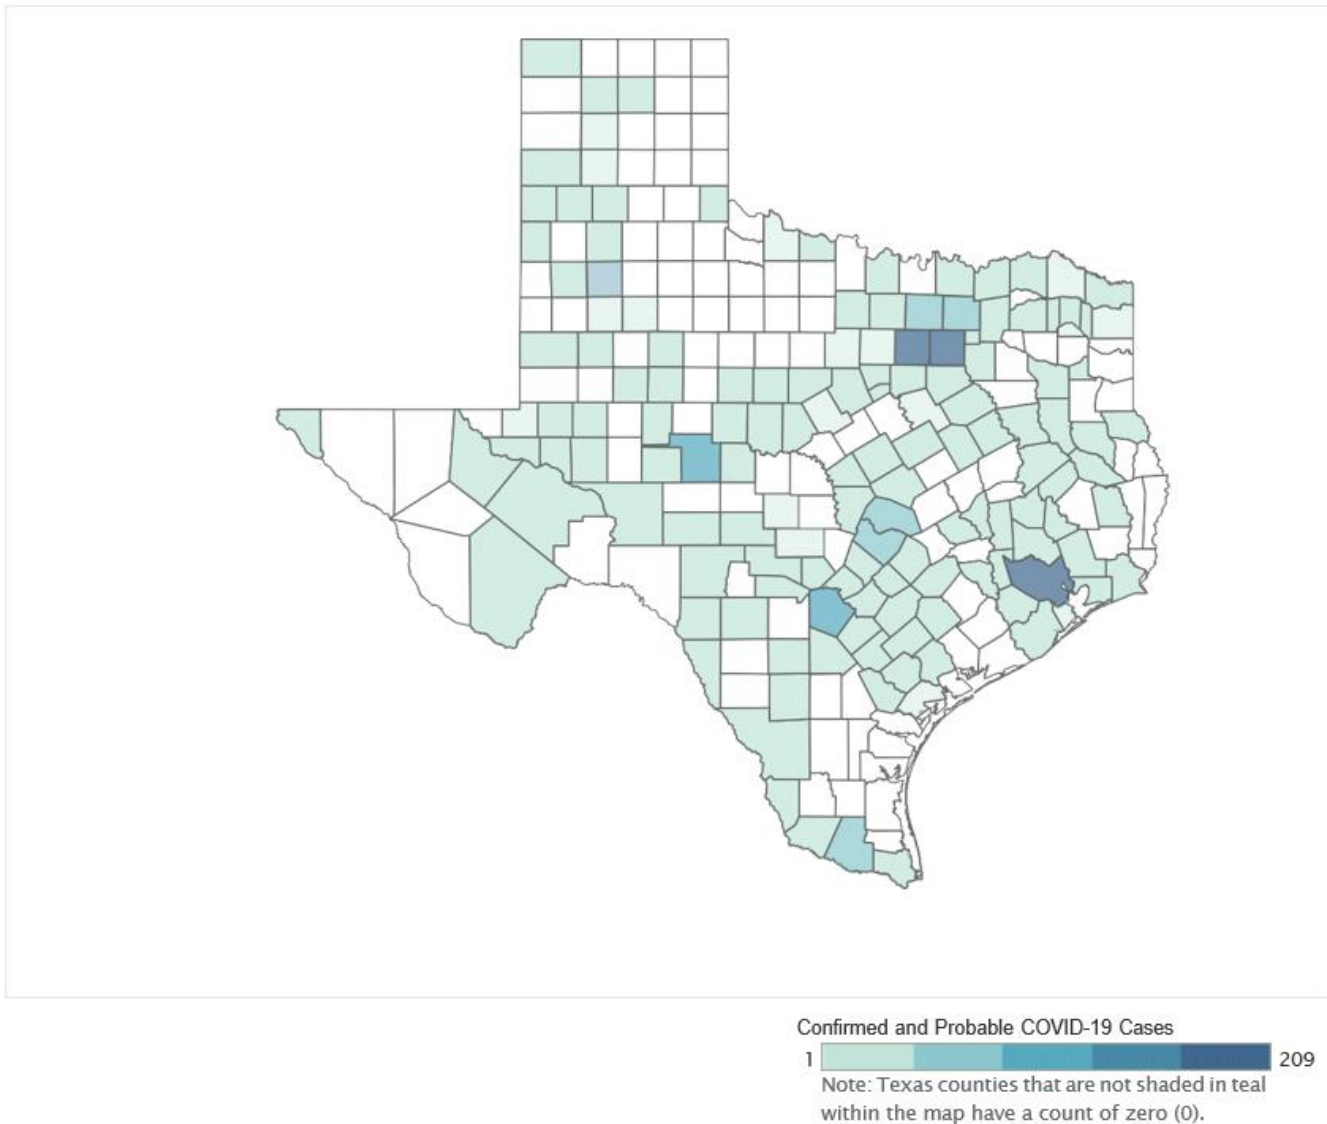 Confirmed and Probable COVID-19 Cases
1 209
Note: Texas counties that are not shaded in teal
within the map have a count of zero (0).